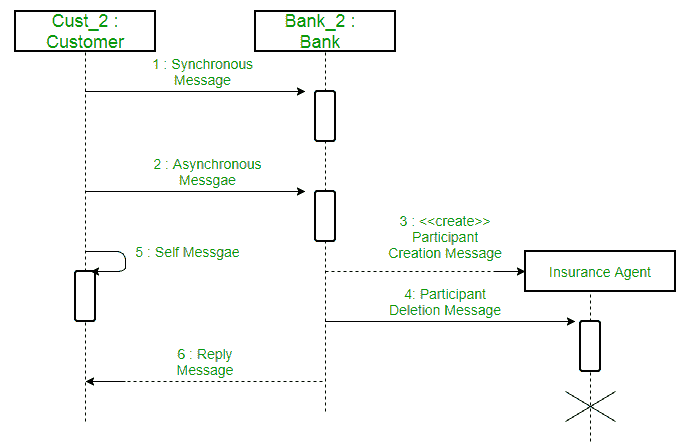 Cust_2 :
Customer
Bank_2 :
Bank
1 : Synchronous
Message
2 : Asynchronous
Messgae
3 : <<create>>
Participant
Creation Message
5 : Self Messgae
Insurance Agent
4: Participant
Deletion Message
6 : Reply
Message